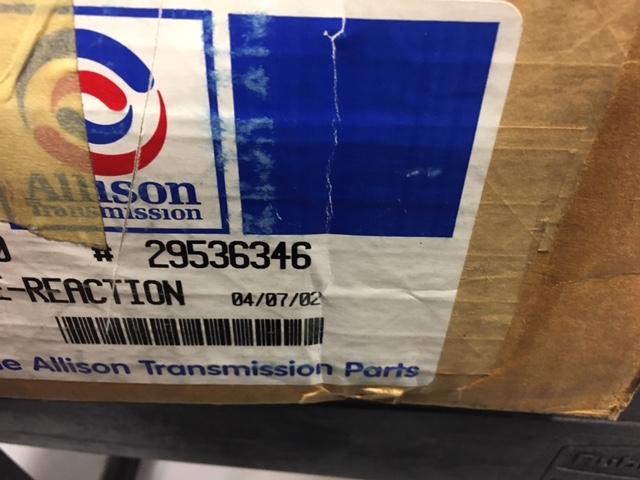 Allison
Transmission
# 29536346
E-REACTION 04/07/02
Allison Transmission Parts